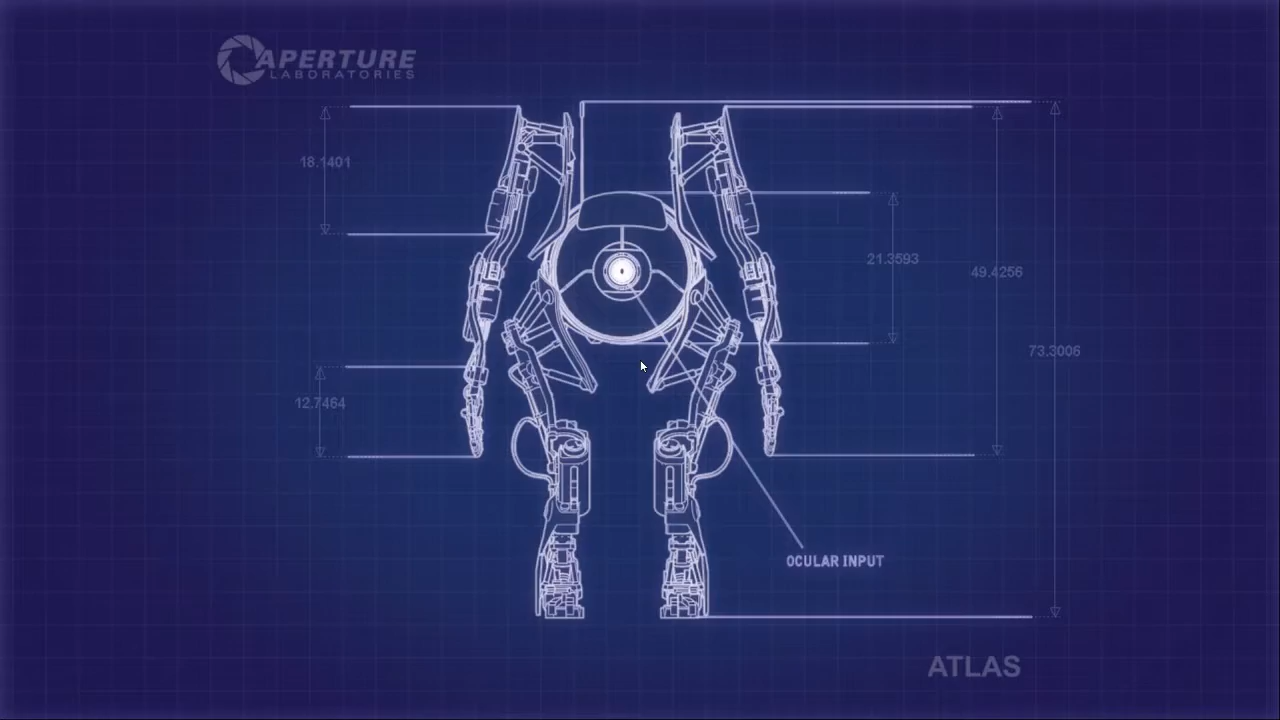 APERTURE
LABORATORIES
18.1401
21.3593
49.4256
73.3006
12.7464
OCULAR INPUT
ATLAS